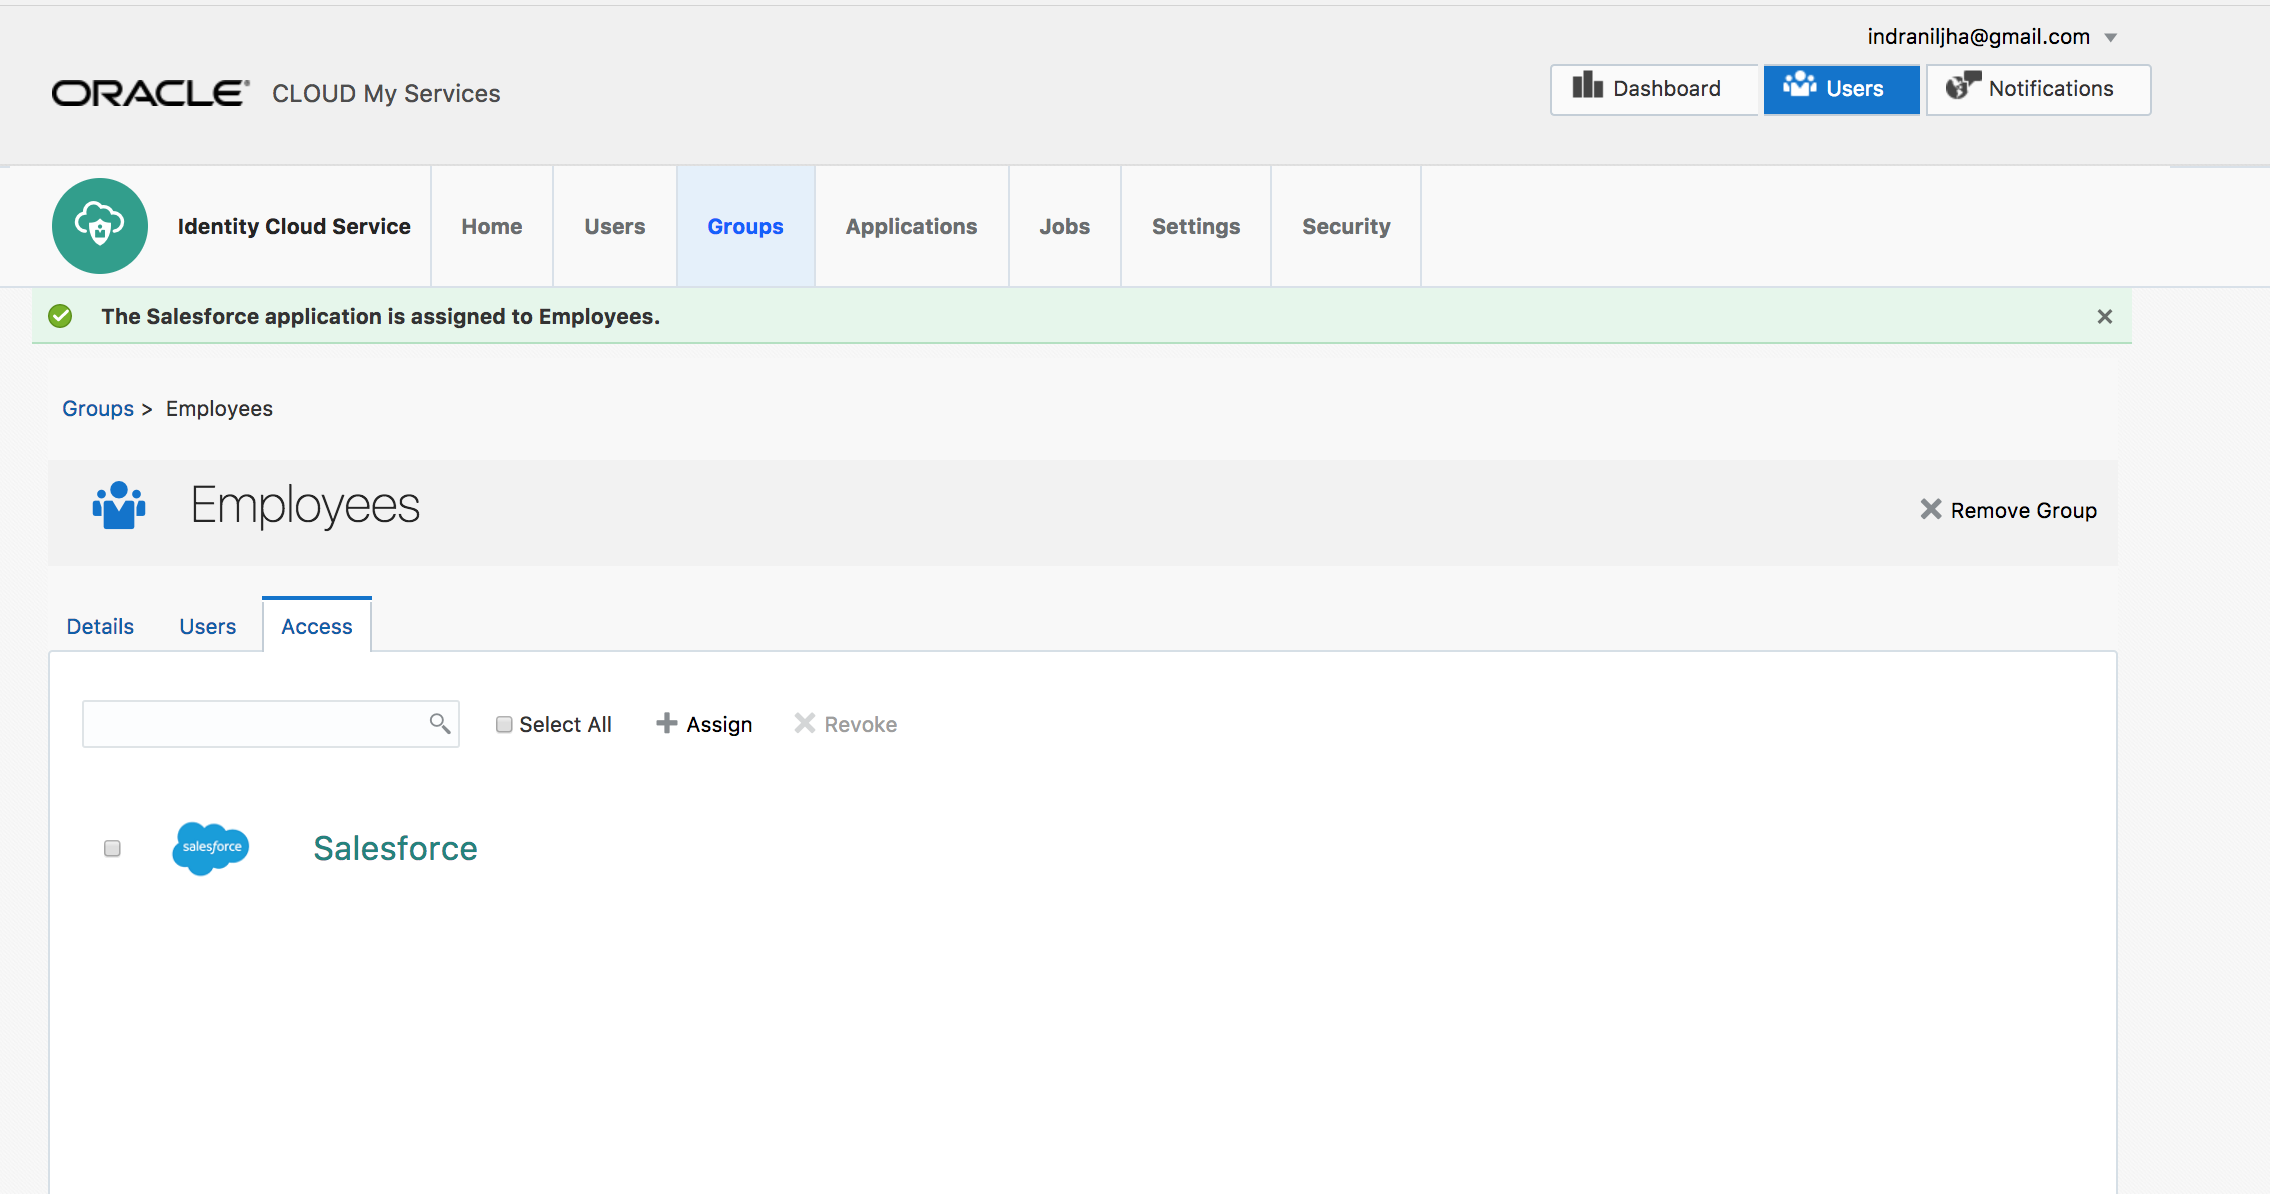 indraniljha@gmail.com
ORACLE® CLOUD My Services
Dashboard
Users
Notifications
Identity Cloud Service
Home
Users
Groups
Applications
Jobs
Settings
Security
The Salesforce application is assigned to Employees.
Groups > Employees
Employees
Remove Group
Details
Users
Access
Select All
Assign
Revoke
salesforce
Salesforce